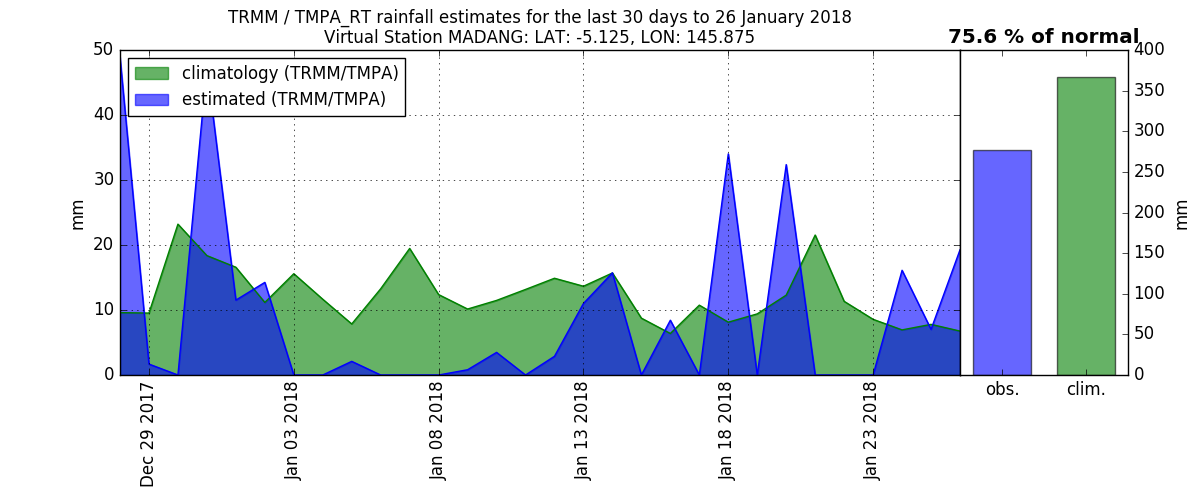 TRMM / TMPA_RT rainfall estimates for the last 30 days to 26 January 2018
Virtual Station MADANG: LAT: -5.125, LON: 145.875
75.6 % of normal
climatology (TRMM/TMPA)
estimated (TRMM/TMPA)
50
40
30
20
10
0
mm
Dec 29 2017
Jan 03 2018
Jan 08 2018
Jan 13 2018
Jan 18 2018
Jan 23 2018
obs.
clim.
400
350
300
250
200
150
100
50
0
mm